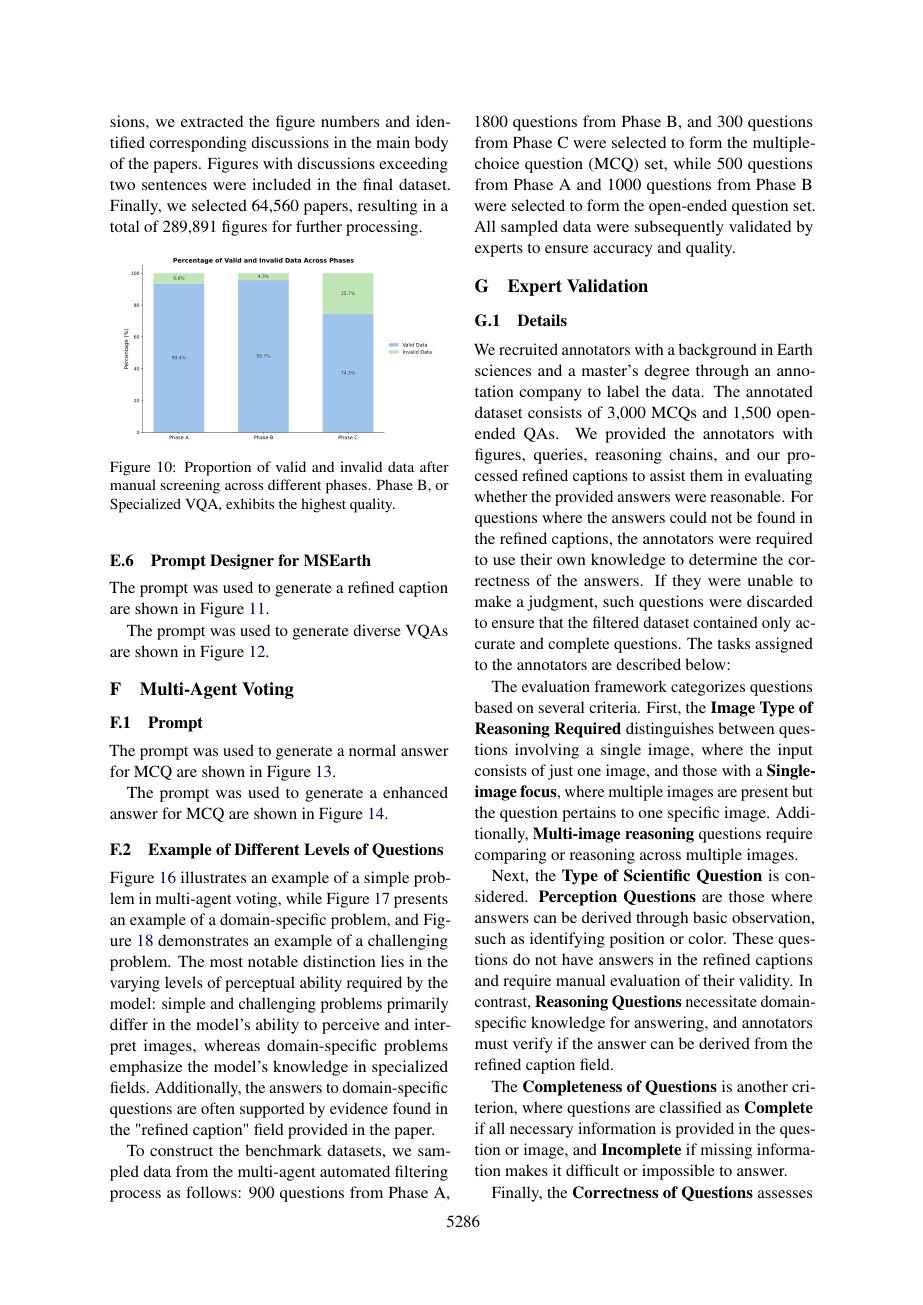 sions, we extracted the figure numbers and iden-
tified corresponding discussions in the main body
of the papers. Figures with discussions exceeding
two sentences were included in the final dataset.
Finally, we selected 64,560 papers, resulting in a
total of 289,891 figures for further processing.
Percentage of Valid and Invalid Data Across Phases
Percentage (%)
100
80
60
40
20
0
6.6%
4.3%
25.7%
93.4%
95.7%
74.3%
Phase A
Phase B
Phase C
Valid Data
Invalid Data
Figure 10: Proportion of valid and invalid data after
manual screening across different phases. Phase B, or
Specialized VQA, exhibits the highest quality.
E.6 Prompt Designer for MSEarth
The prompt was used to generate a refined caption
are shown in Figure 11.
The prompt was used to generate diverse VQAs
are shown in Figure 12.
F Multi-Agent Voting
F.1 Prompt
The prompt was used to generate a normal answer
for MCQ are shown in Figure 13.
The prompt was used to generate a enhanced
answer for MCQ are shown in Figure 14.
F.2 Example of Different Levels of Questions
Figure 16 illustrates an example of a simple prob-
lem in multi-agent voting, while Figure 17 presents
an example of a domain-specific problem, and Fig-
ure 18 demonstrates an example of a challenging
problem. The most notable distinction lies in the
varying levels of perceptual ability required by the
model: simple and challenging problems primarily
differ in the model's ability to perceive and inter-
pret images, whereas domain-specific problems
emphasize the model's knowledge in specialized
fields. Additionally, the answers to domain-specific
questions are often supported by evidence found in
the "refined caption" field provided in the paper.
To construct the benchmark datasets, we sam-
pled data from the multi-agent automated filtering
process as follows: 900 questions from Phase A,
1800 questions from Phase B, and 300 questions
from Phase C were selected to form the multiple-
choice question (MCQ) set, while 500 questions
from Phase A and 1000 questions from Phase B
were selected to form the open-ended question set.
All sampled data were subsequently validated by
experts to ensure accuracy and quality.
G Expert Validation
G.1 Details
We recruited annotators with a background in Earth
sciences and a master's degree through an anno-
tation company to label the data. The annotated
dataset consists of 3,000 MCQs and 1,500 open-
ended QAs. We provided the annotators with
figures, queries, reasoning chains, and our pro-
cessed refined captions to assist them in evaluating
whether the provided answers were reasonable. For
questions where the answers could not be found in
the refined captions, the annotators were required
to use their own knowledge to determine the cor-
rectness of the answers. If they were unable to
make a judgment, such questions were discarded
to ensure that the filtered dataset contained only ac-
curate and complete questions. The tasks assigned
to the annotators are described below:
The evaluation framework categorizes questions
based on several criteria. First, the Image Type of
Reasoning Required distinguishes between ques-
tions involving a single image, where the input
consists of just one image, and those with a Single-
image focus, where multiple images are present but
the question pertains to one specific image. Addi-
tionally, Multi-image reasoning questions require
comparing or reasoning across multiple images.
Next, the Type of Scientific Question is con-
sidered. Perception Questions are those where
answers can be derived through basic observation,
such as identifying position or color. These ques-
tions do not have answers in the refined captions
and require manual evaluation of their validity. In
contrast, Reasoning Questions necessitate domain-
specific knowledge for answering, and annotators
must verify if the answer can be derived from the
refined caption field.
The Completeness of Questions is another cri-
terion, where questions are classified as Complete
if all necessary information is provided in the ques-
tion or image, and Incomplete if missing informa-
tion makes it difficult or impossible to answer.
Finally, the Correctness of Questions assesses
5286